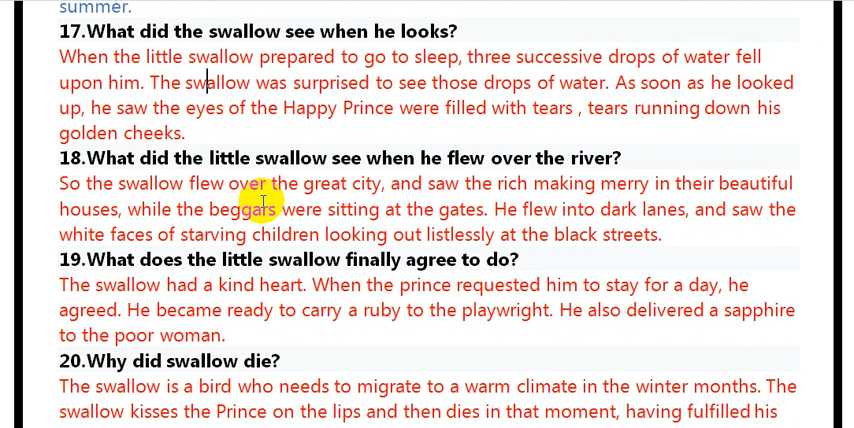 summer.
17.What did the swallow see when he looks?
When the little swallow prepared to go to sleep, three successive drops of water fell
upon him. The swallow was surprised to see those drops of water. As soon as he looked
up, he saw the eyes of the Happy Prince were filled with tears , tears running down his
golden cheeks.
18.What did the little swallow see when he flew over the river?
So the swallow flew over the great city, and saw the rich making merry in their beautiful
houses, while the beggars were sitting at the gates. He flew into dark lanes, and saw the
white faces of starving children looking out listlessly at the black streets.
19.What does the little swallow finally agree to do?
The swallow had a kind heart. When the prince requested him to stay for a day, he
agreed. He became ready to carry a ruby to the playwright. He also delivered a sapphire
to the poor woman.
20.Why did swallow die?
The swallow is a bird who needs to migrate to a warm climate in the winter months. The
swallow kisses the Prince on the lips and then dies in that moment, having fulfilled his